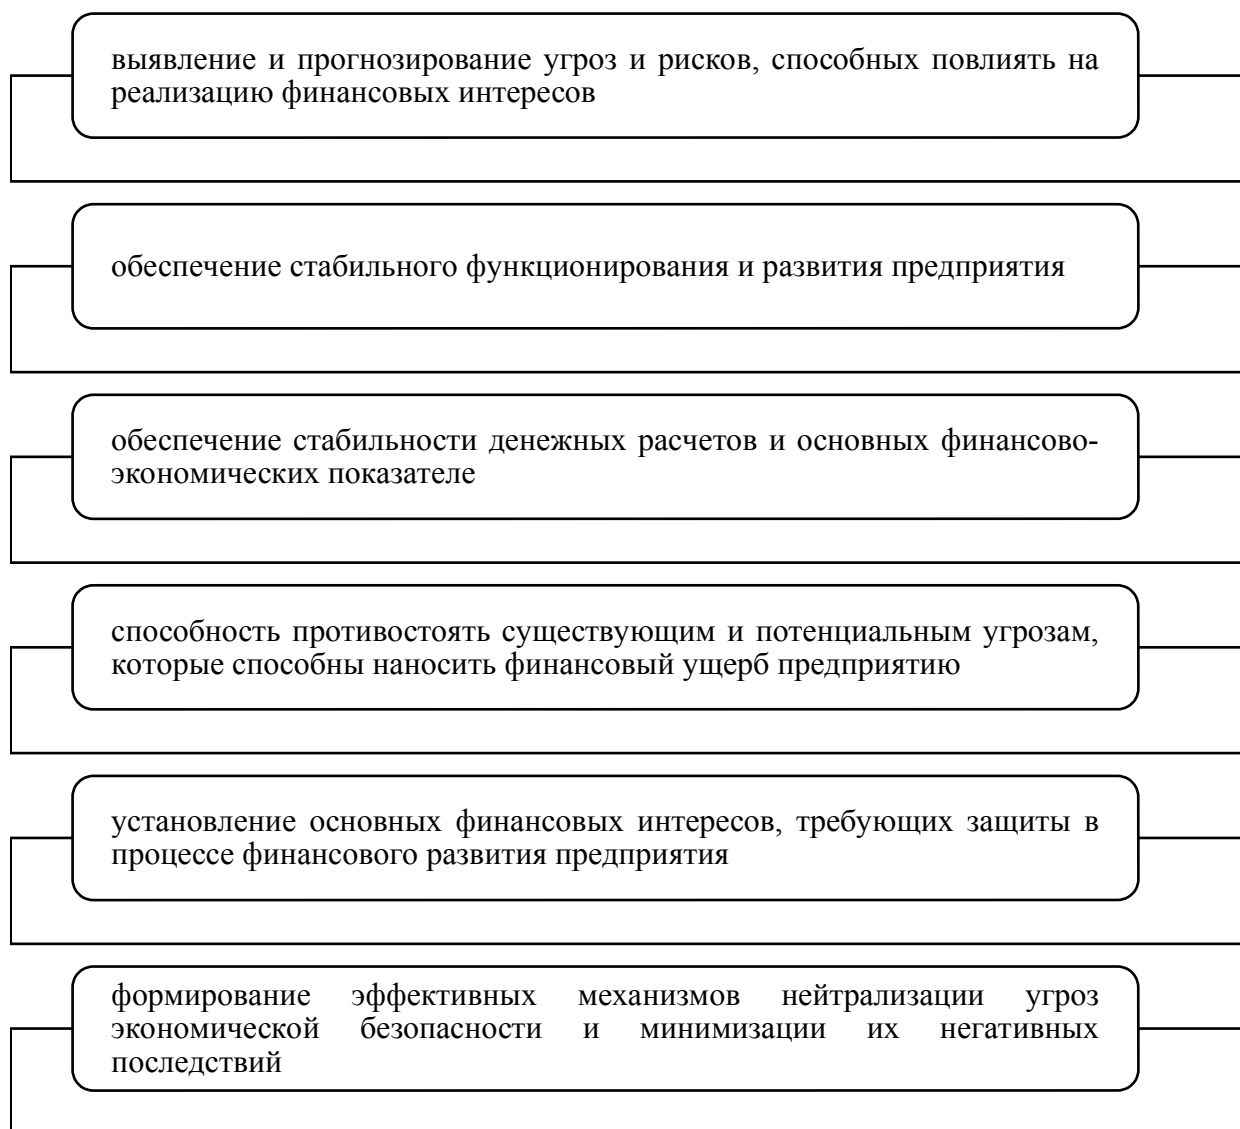 выявление и прогнозирование угроз и рисков, способных повлиять на
реализацию финансовых интересов
обеспечение стабильного функционирования и развития предприятия
обеспечение стабильности денежных расчетов и основных финансово-
экономических показателе
способность противостоять существующим и потенциальным угрозам,
которые способны наносить финансовый ущерб предприятию
установление основных финансовых интересов, требующих защиты в
процессе финансового развития предприятия
формирование эффективных механизмов нейтрализации угроз
экономической безопасности и минимизации их негативных
последствий